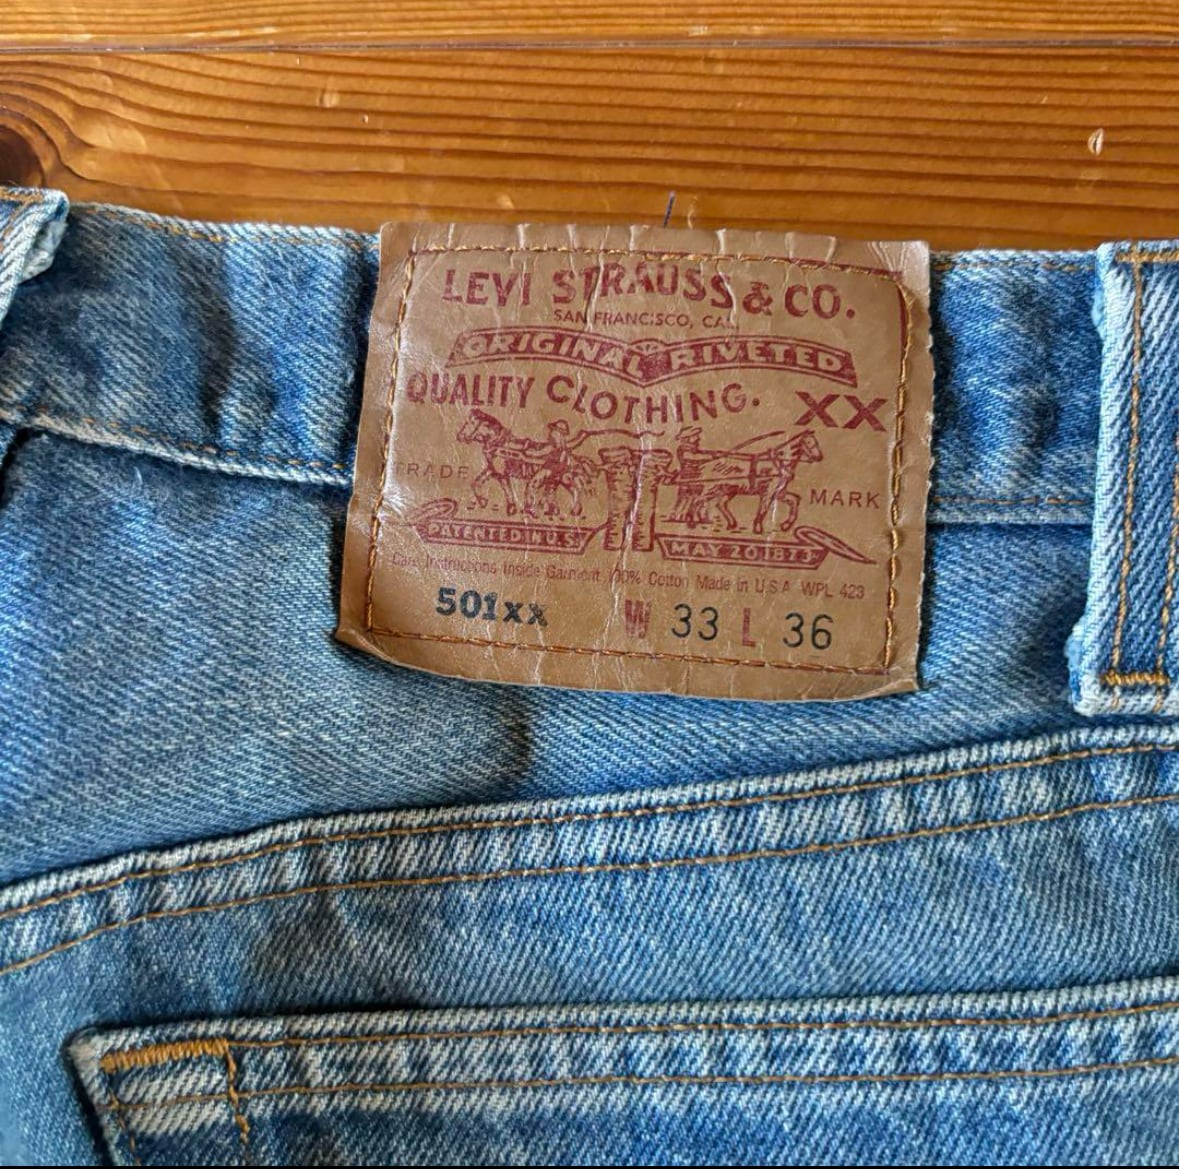 LEVI STRAUSS & CO.
SAN FRANCISCO, CAL.
ORIGINAL RIVETED
QUALITY CLOTHING.
XX
TRADE MARK
PATENTED IN U.S. MAY 20 1873
Care Instructions Inside Garment 100% Cotton Made in U.S.A WPL 423
501XX W 33 L 36